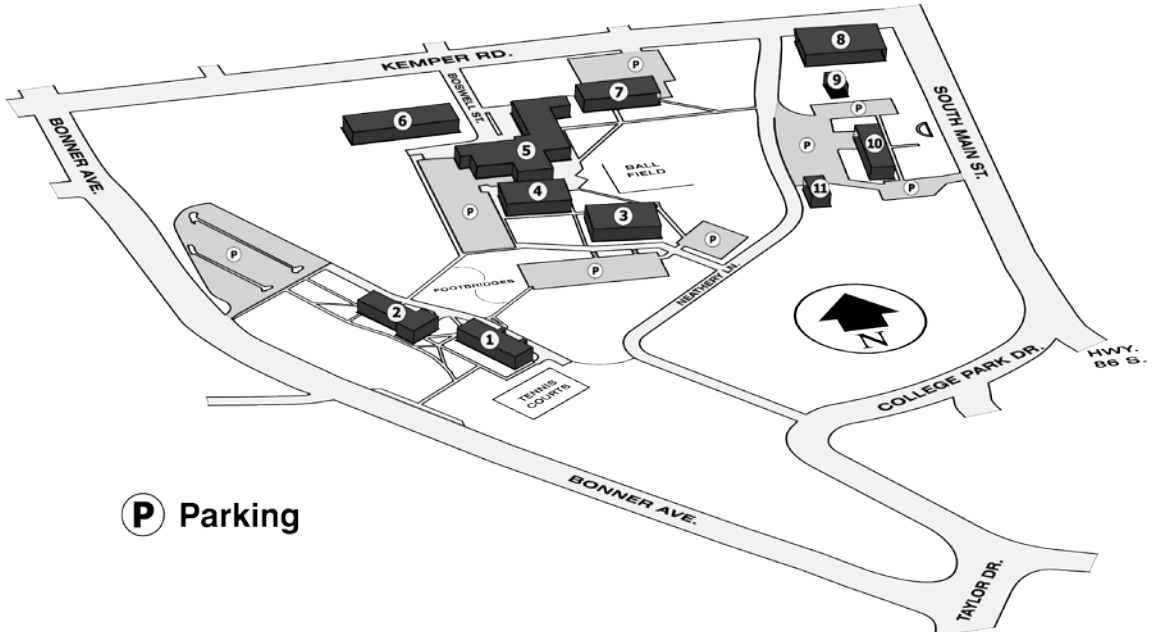 KEMPER RD.
8
P
7
9
BOSWELL ST.
SOUTH MAIN ST.
P
6
BONNER AVE.
5
P
10
BALL
FIELD
4
11
P
P
3
P
P
P
FOOTBRIDGES
NEATHERY LN.
2
1
N
HWY.
86 S.
COLLEGE PARK DR.
TENNIS
COURTS
BONNER AVE.
P Parking
TAYLOR DR.